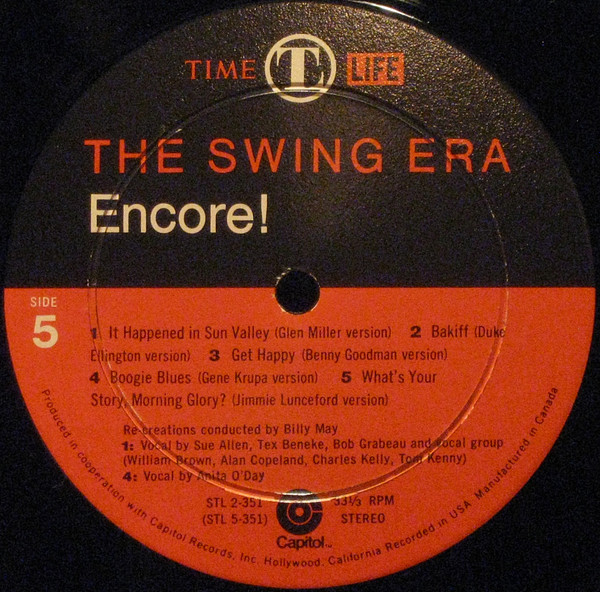 TIME TL LIFE
THE SWING ERA
Encore!
SIDE
5
1 It Happened in Sun Valley (Glen Miller version) 2 Bakiff (Duke
Ellington version) 3 Get Happy (Benny Goodman version)
4 Boogie Blues (Gene Krupa version) 5 What's Your
Story, Morning Glory? (Jimmie Lunceford version)
Re-creations conducted by Billy May
1: Vocal by Sue Allen, Tex Beneke, Bob Grabeau and vocal group
(William Brown, Alan Copeland, Charles Kelly, Tom Kenny)
4: Vocal by Anita O'Day
STL 2-351 33⅓ RPM
(STL 5-351) STEREO
Capitol™
Produced in cooperation with Capitol Records, Inc. Hollywood, California Recorded in USA Manufactured in Canada